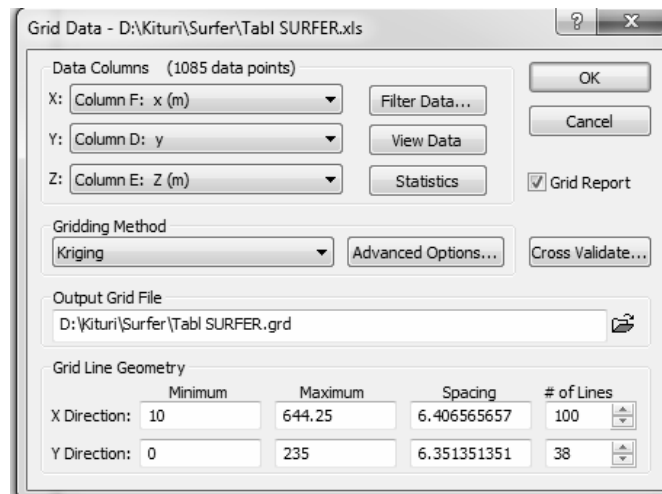 Grid Data - D:\Kituri\Surfer\Tabl SURFER.xls
Data Columns (1085 data points)
X: Column F: x (m)
Filter Data...
Y: Column D: y
View Data
Z: Column E: Z (m)
Statistics
OK
Cancel
Grid Report
Gridding Method
Kriging
Advanced Options...
Cross Validate...
Output Grid File
D:\Kituri\Surfer\Tabl SURFER.grd
Grid Line Geometry
Minimum Maximum Spacing # of Lines
X Direction: 10 644.25 6.406565657 100
Y Direction: 0 235 6.351351351 38